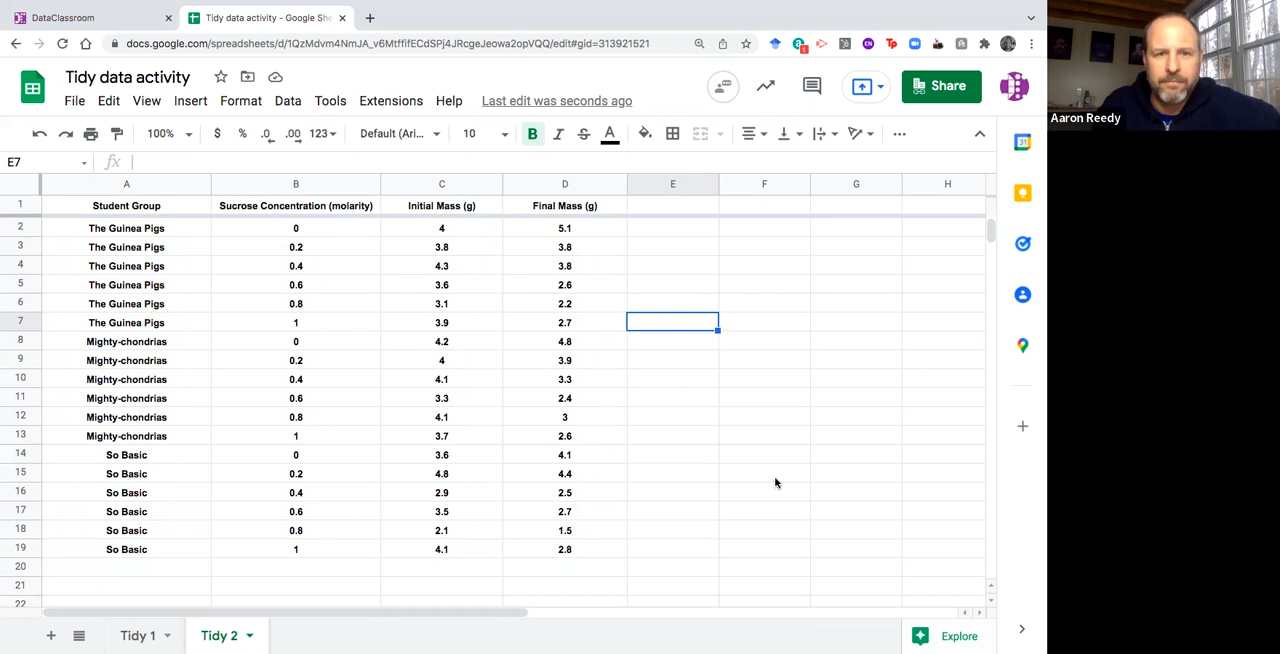 DataClassroom
Tidy data activity - Google She
docs.google.com/spreadsheets/d/1QzMdvm4NmJA_v6MtffifECdSPj4JRcgeJeowa2opVQQ/edit#gid=313921521
Tidy data activity
File Edit View Insert Format Data Tools Extensions Help Last edit was seconds ago
Share
100% $ % .0 .00 123 Default (Ari... 10 B I S A
E7 fx
A B C D E F G H
1 Student Group Sucrose Concentration (molarity) Initial Mass (g) Final Mass (g)
2 The Guinea Pigs 0 4 5.1
3 The Guinea Pigs 0.2 3.8 3.8
4 The Guinea Pigs 0.4 4.3 3.8
5 The Guinea Pigs 0.6 3.6 2.6
6 The Guinea Pigs 0.8 3.1 2.2
7 The Guinea Pigs 1 3.9 2.7
8 Mighty-chondrias 0 4.2 4.8
9 Mighty-chondrias 0.2 4 3.9
10 Mighty-chondrias 0.4 4.1 3.3
11 Mighty-chondrias 0.6 3.3 2.4
12 Mighty-chondrias 0.8 4.1 3
13 Mighty-chondrias 1 3.7 2.6
14 So Basic 0 3.6 4.1
15 So Basic 0.2 4.8 4.4
16 So Basic 0.4 2.9 2.5
17 So Basic 0.6 3.5 2.7
18 So Basic 0.8 2.1 1.5
19 So Basic 1 4.1 2.8
20
21
22
Tidy 1 Tidy 2
Explore
Aaron Reedy
31